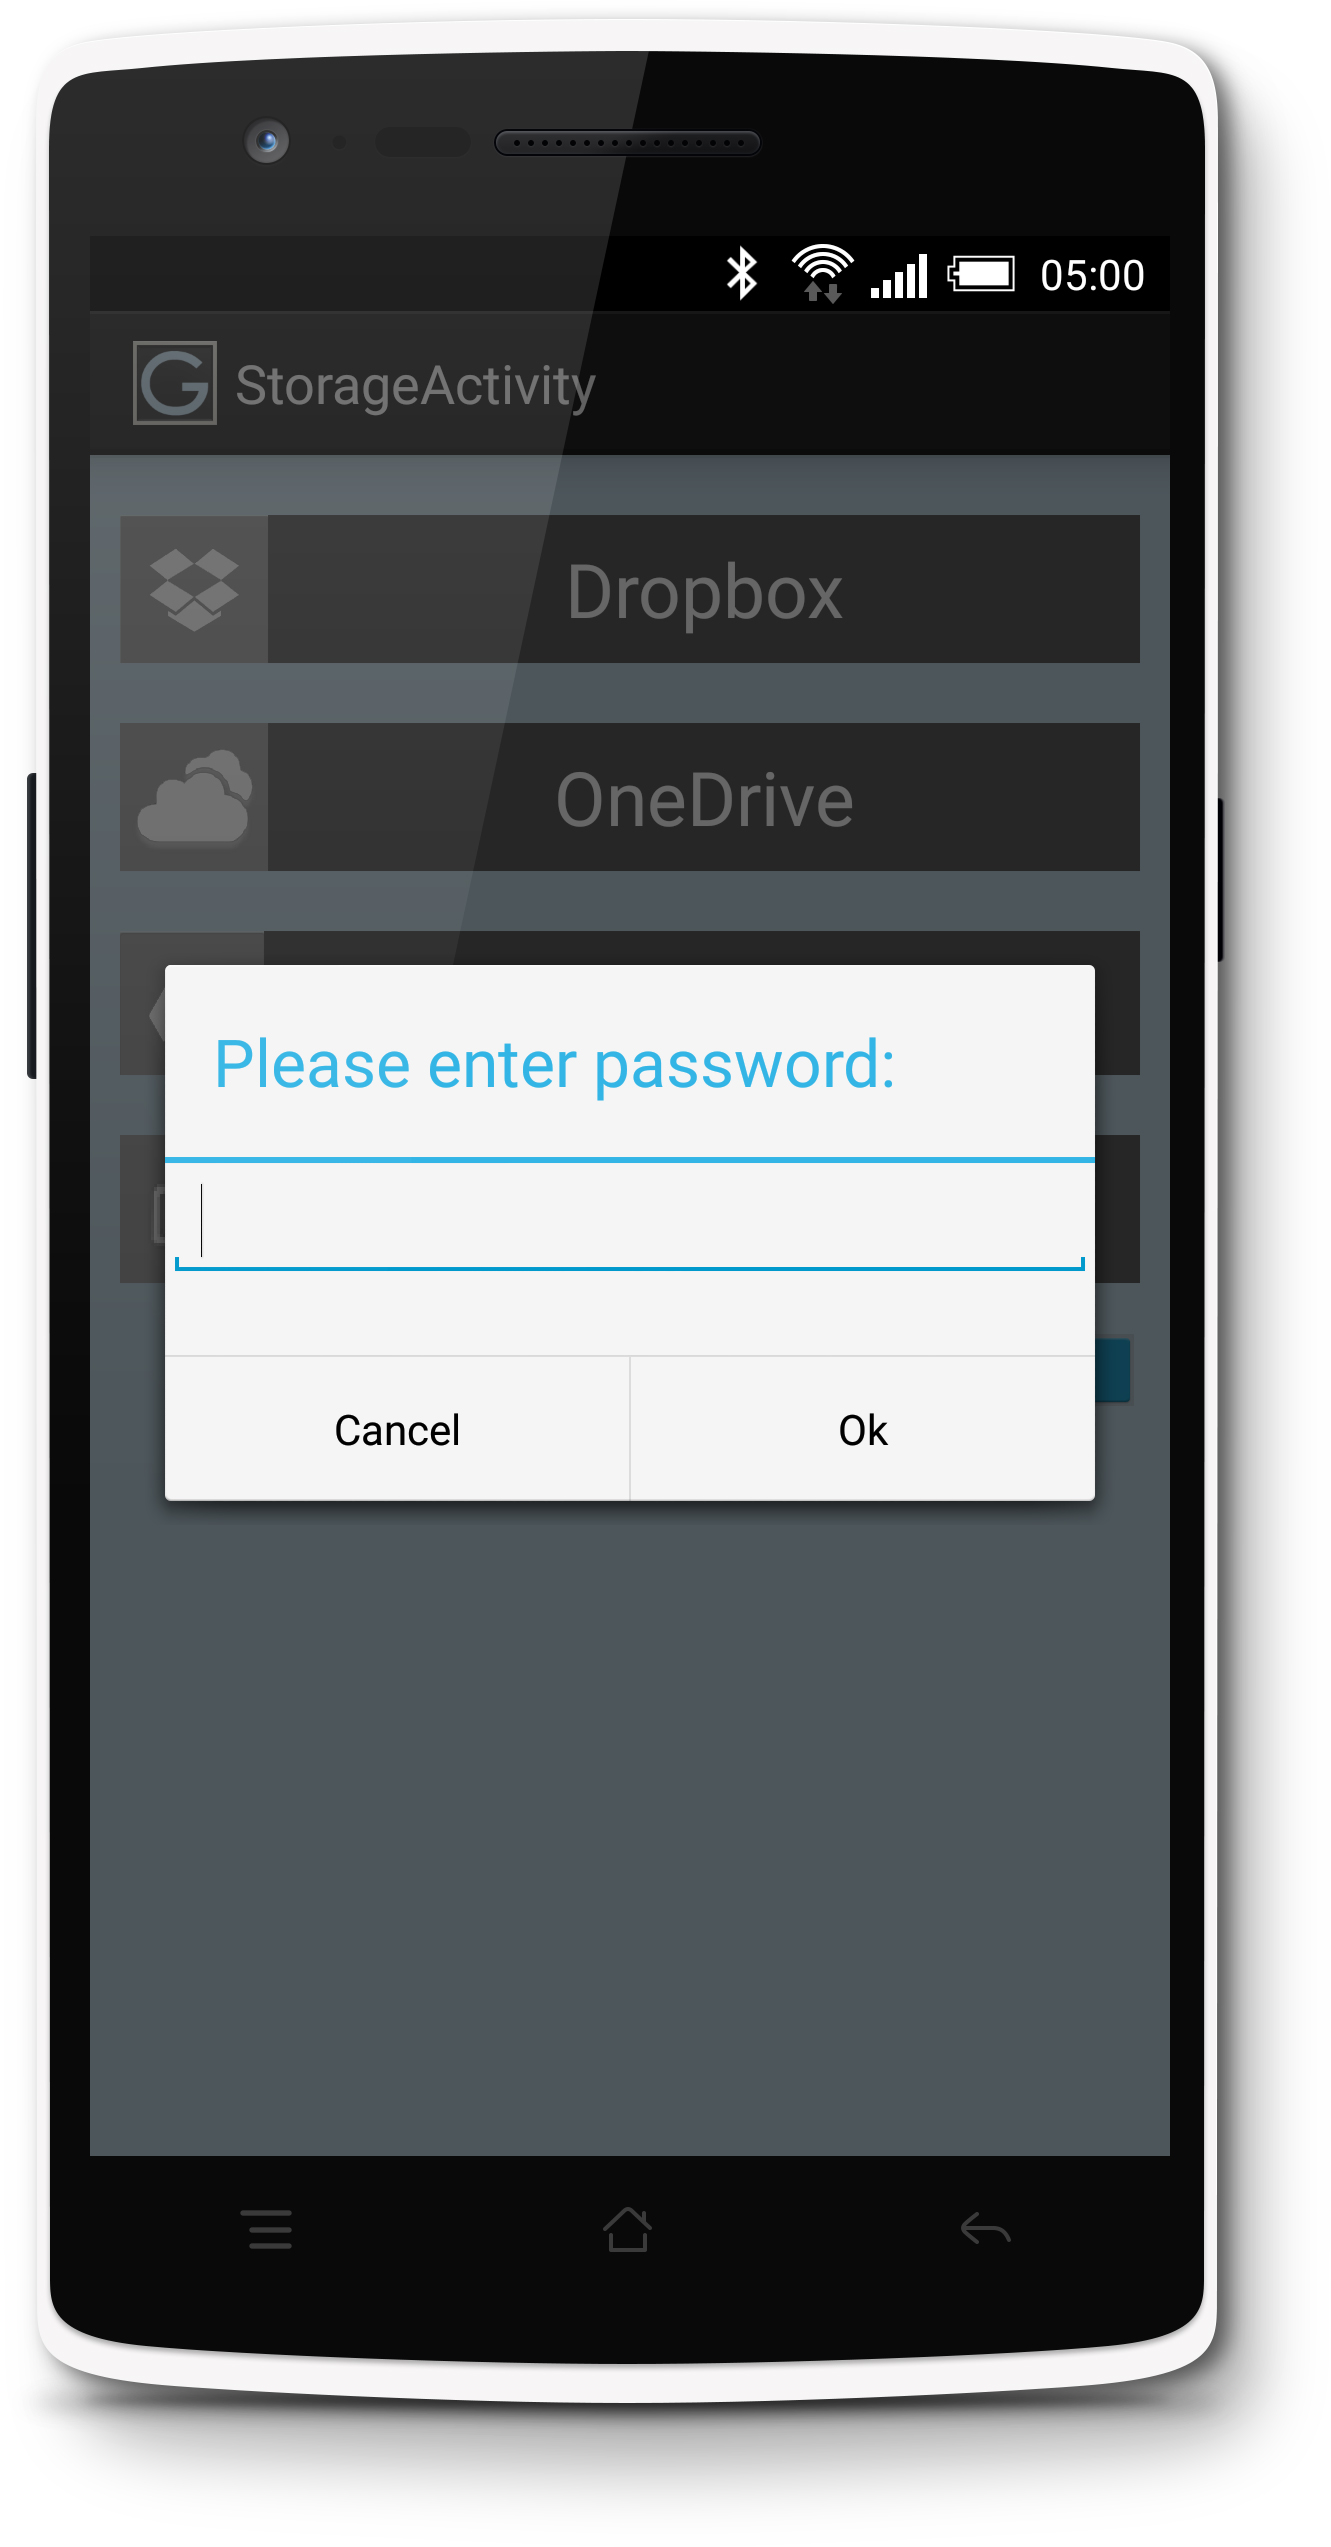 05:00
G StorageActivity
Dropbox
OneDrive
Please enter password:
Cancel Ok